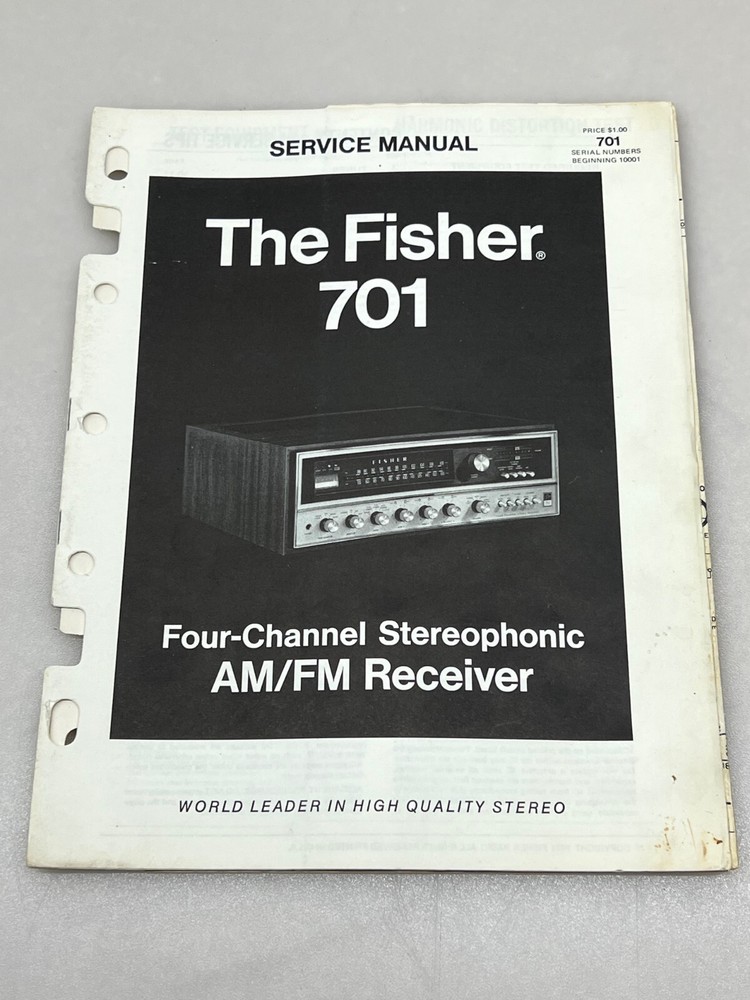 SERVICE MANUAL
PRICE $1.00
701
SERIAL NUMBERS
BEGINNING 10001
The Fisher®
701
FISHER
Four-Channel Stereophonic
AM/FM Receiver
WORLD LEADER IN HIGH QUALITY STEREO